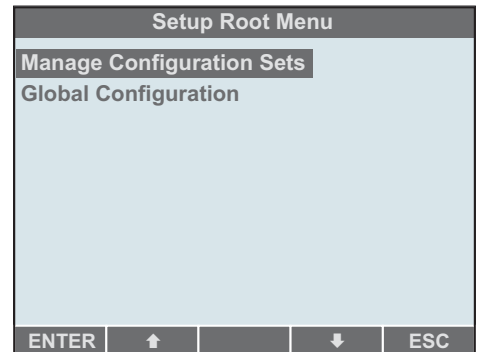 Setup Root Menu
Manage Configuration Sets
Global Configuration
ENTER ⬆ ⬇ ESC